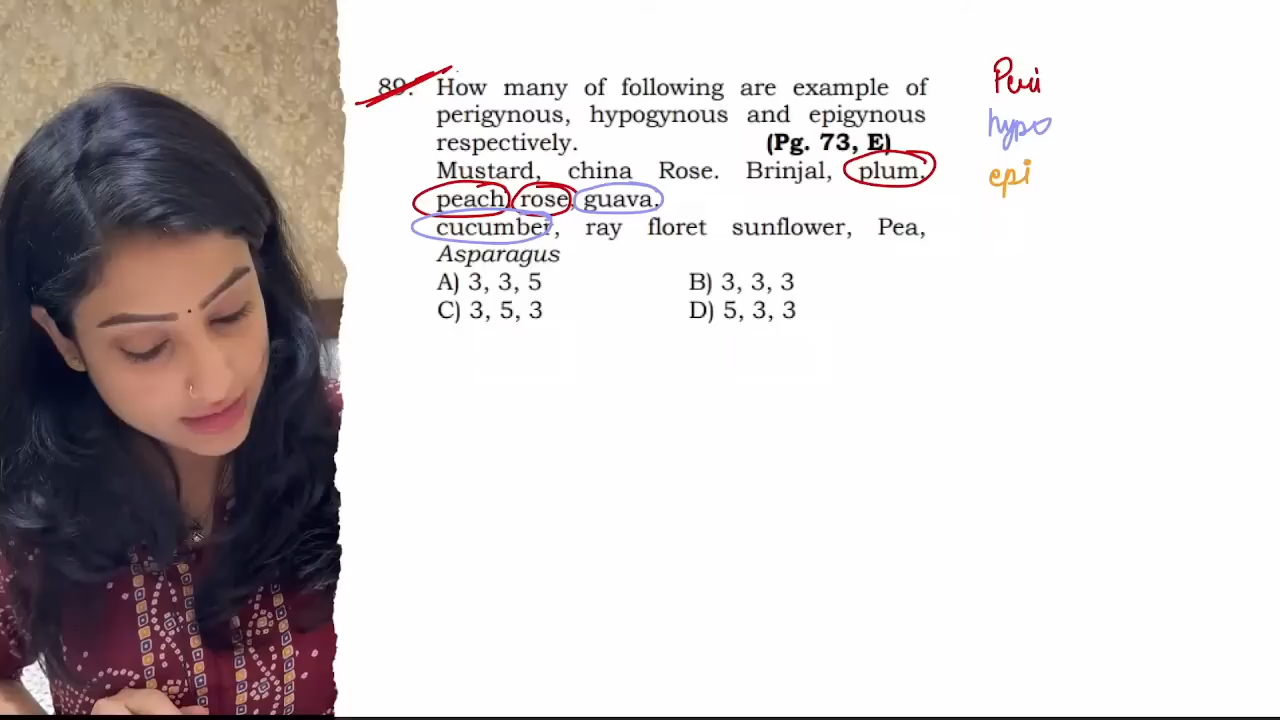 89. How many of following are example of
perigynous, hypogynous and epigynous
respectively. (Pg. 73, E)
Mustard, china Rose. Brinjal, plum,
peach, rose, guava,
cucumber, ray floret sunflower, Pea,
Asparagus
A) 3, 3, 5 B) 3, 3, 3
C) 3, 5, 3 D) 5, 3, 3
Peri
hypo
epi